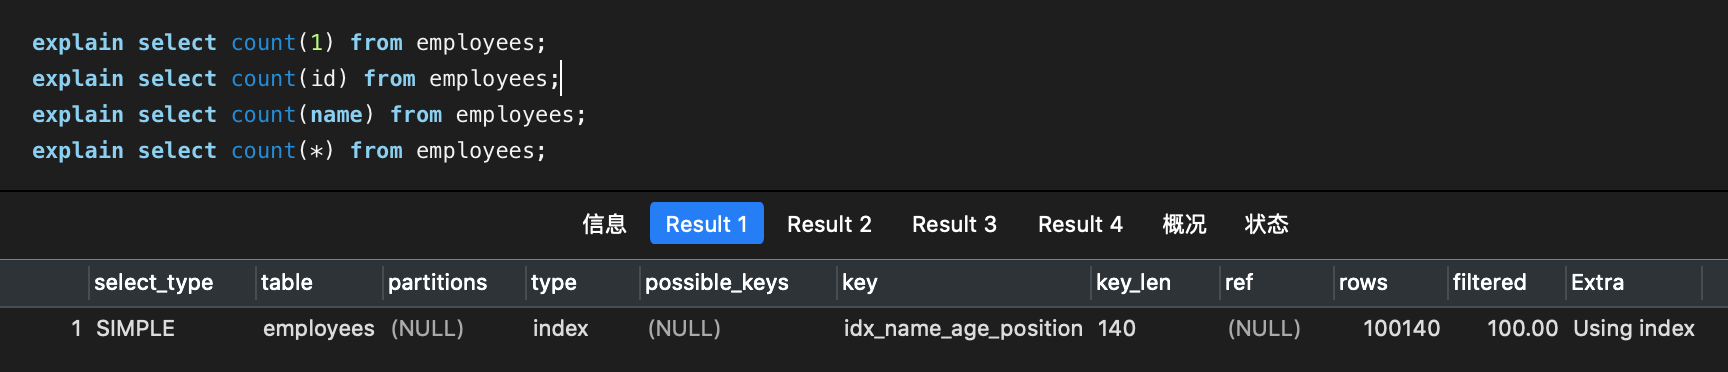 explain select count(1) from employees;
explain select count(id) from employees;
explain select count(name) from employees;
explain select count(*) from employees;
信息 Result 1 Result 2 Result 3 Result 4 概况 状态
select_type table partitions type possible_keys key key_len ref rows filtered Extra
1 SIMPLE employees (NULL) index (NULL) idx_name_age_position 140 (NULL) 100140 100.00 Using index